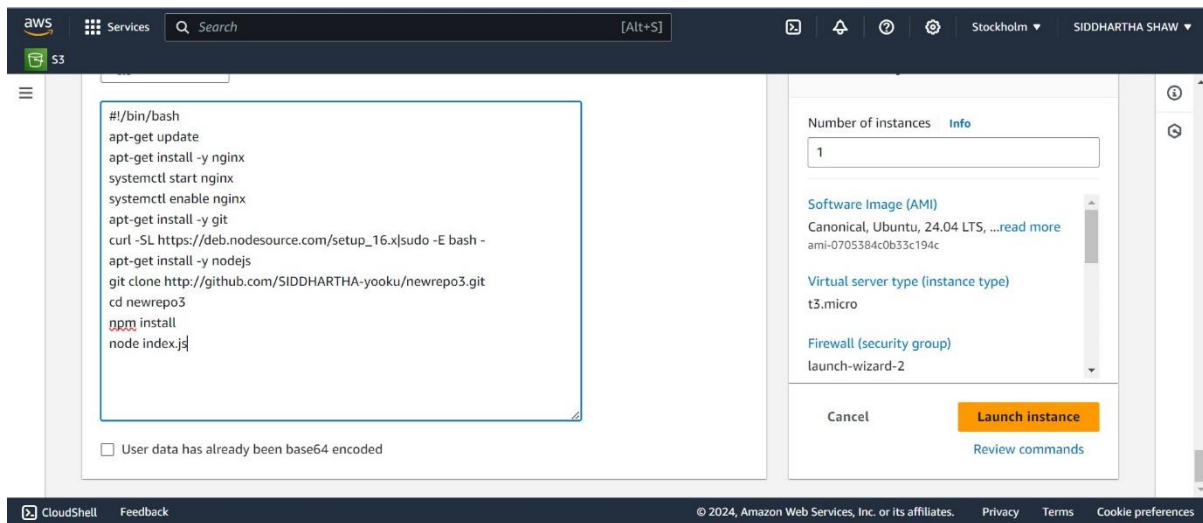 aws
Services
Search
[Alt+S]
Stockholm
SIDDHARTHA SHAW
S3
#!/bin/bash
apt-get update
apt-get install -y nginx
systemctl start nginx
systemctl enable nginx
apt-get install -y git
curl -SL https://deb.nodesource.com/setup_16.x|sudo -E bash -
apt-get install -y nodejs
git clone http://github.com/SIDDHARTHA-yooku/newrepo3.git
cd newrepo3
npm install
node index.js
User data has already been base64 encoded
Number of instances Info
1
Software Image (AMI)
Canonical, Ubuntu, 24.04 LTS, ...read more
ami-0705384c0b33c194c
Virtual server type (instance type)
t3.micro
Firewall (security group)
launch-wizard-2
Cancel
Launch instance
Review commands
CloudShell
Feedback
© 2024, Amazon Web Services, Inc. or its affiliates.
Privacy
Terms
Cookie preferences